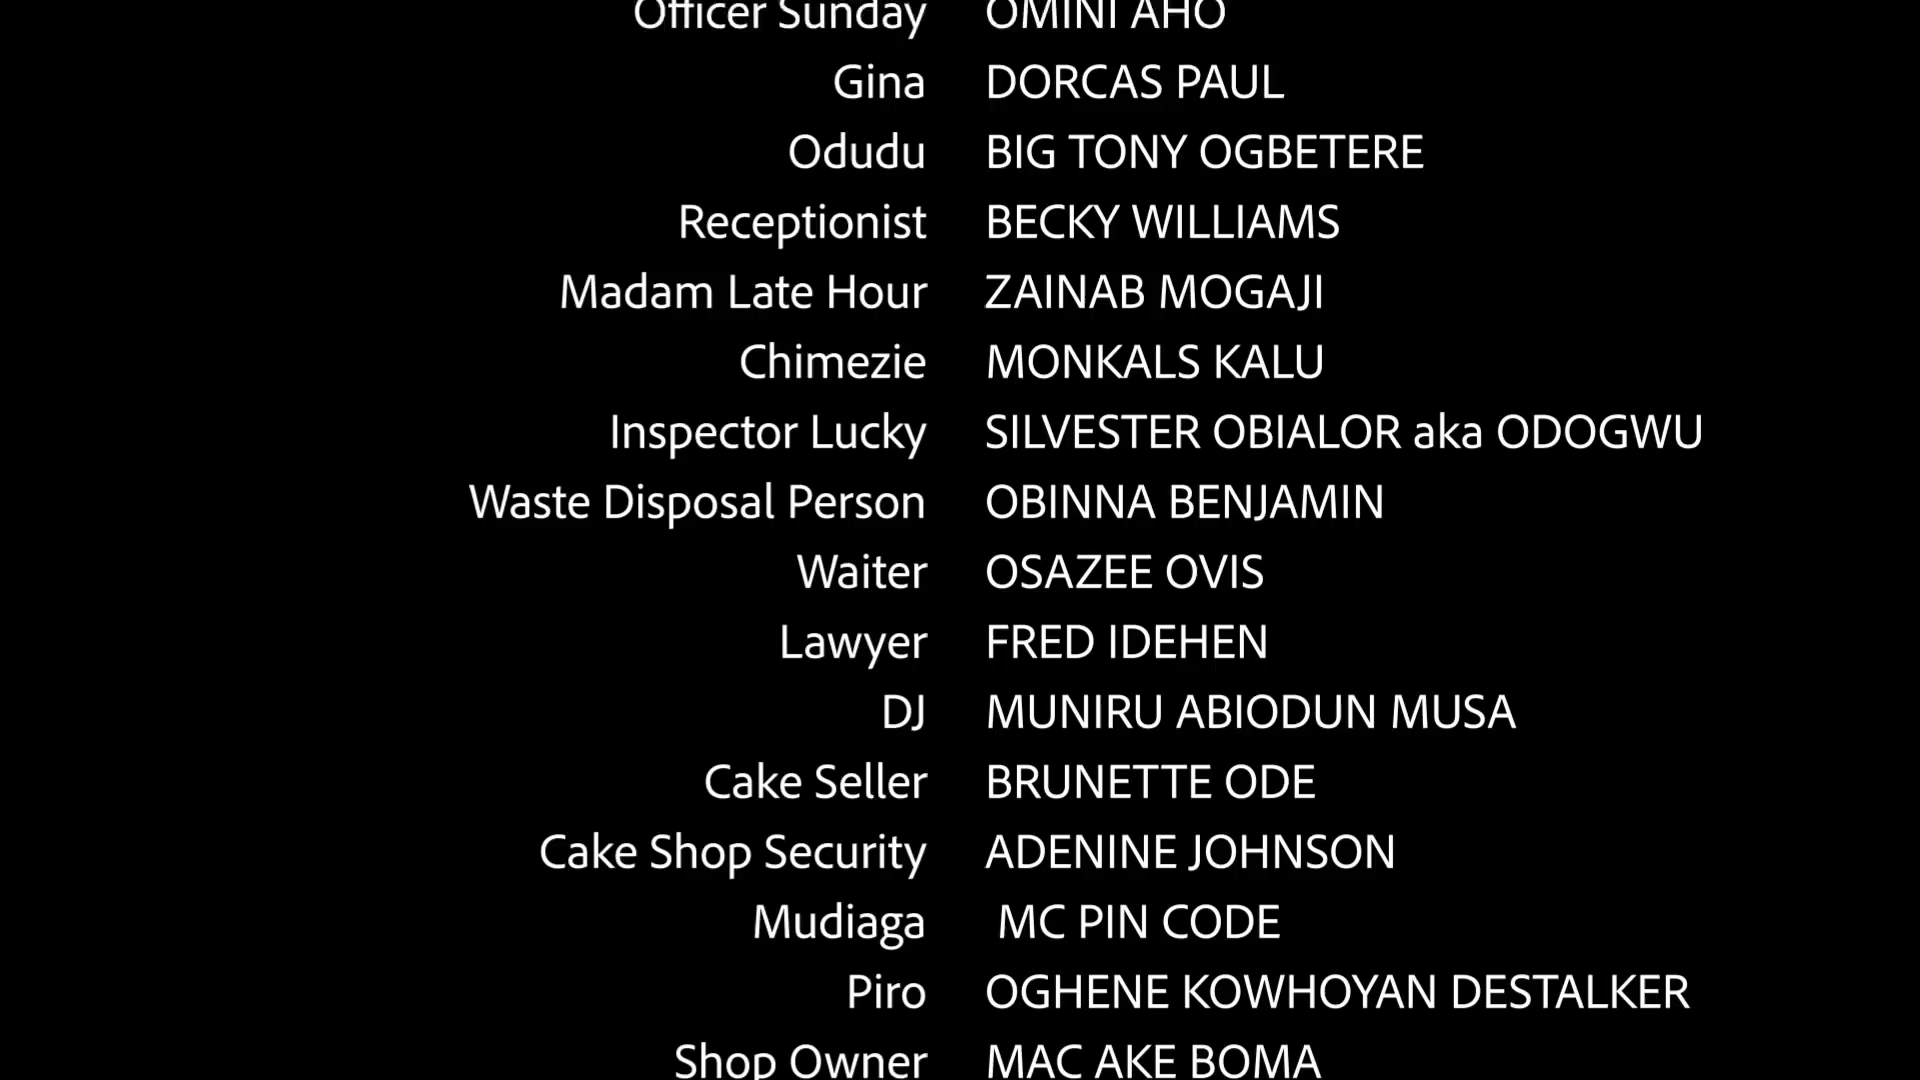 Officer Sunday OMINI AHO
Gina DORCAS PAUL
Odudu BIG TONY OGBETERE
Receptionist BECKY WILLIAMS
Madam Late Hour ZAINAB MOGAJI
Chimezie MONKALS KALU
Inspector Lucky SILVESTER OBIALOR aka ODOGWU
Waste Disposal Person OBINNA BENJAMIN
Waiter OSAZEE OVIS
Lawyer FRED IDEHEN
DJ MUNIRU ABIODUN MUSA
Cake Seller BRUNETTE ODE
Cake Shop Security ADENINE JOHNSON
Mudiaga MC PIN CODE
Piro OGHENE KOWHOYAN DESTALKER
Shop Owner MAC AKE BOMA